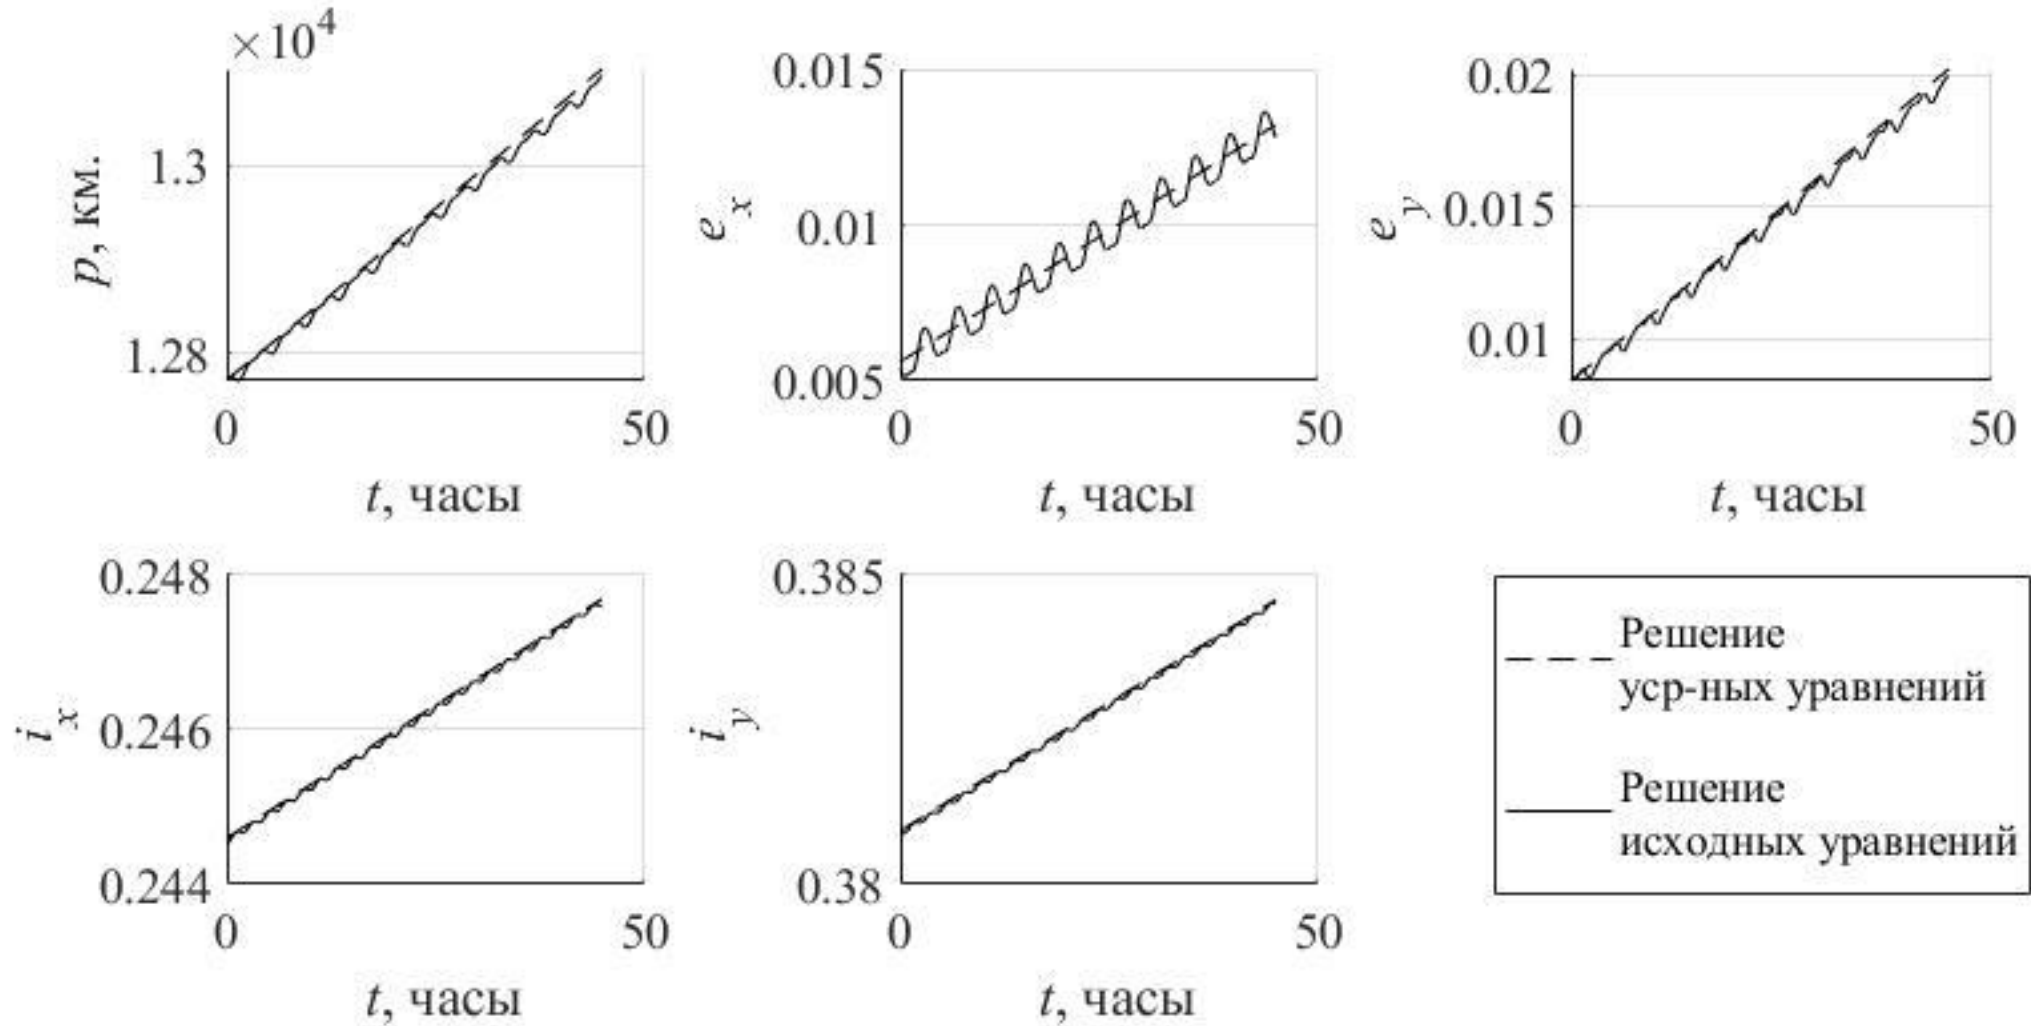 ×10⁴
p, км.
1.3
1.28
0
50
t, часы
e_x
0.015
0.01
0.005
0
50
t, часы
e_y
0.02
0.015
0.01
0
50
t, часы
i_x
0.248
0.246
0.244
0
50
t, часы
i_y
0.385
0.38
0
50
t, часы
Решение
уср-ных уравнений
Решение
исходных уравнений